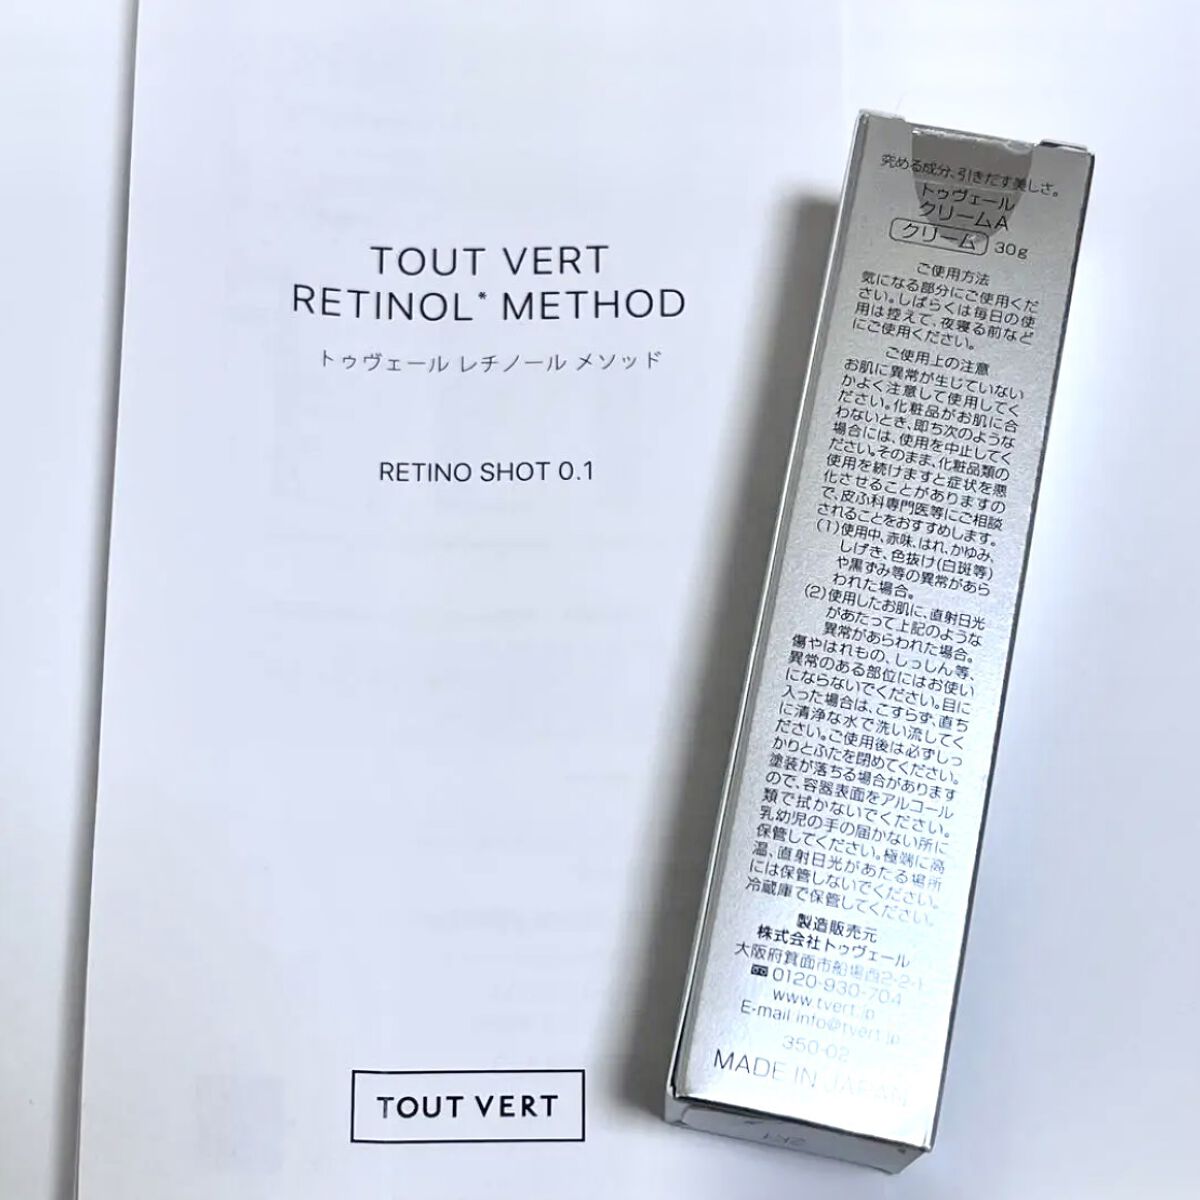 TOUT VERT
RETINOL* METHOD
トゥヴェール レチノール メソッド
RETINO SHOT 0.1
TOUT VERT
究める成分、引きだす美しさ。
トゥヴェール
クリームA
クリーム 30g
ご使用方法
気になる部分にご使用くだ
さい。しばらくは毎日の使
用は控えて、夜寝る前など
にご使用ください。
ご使用上の注意
お肌に異常が生じていない
かよく注意して使用してく
ださい。化粧品がお肌に合
わないとき、即ち次のような
場合には、使用を中止してく
ださい。そのまま、化粧品類の
使用を続けますと症状を悪
化させることがありますの
で、皮ふ科専門医等にご相談
されることをおすすめします。
(1)使用中、赤味、はれ、かゆみ、
しげき、色抜け(白斑等)
や黒ずみ等の異常があら
われた場合。
(2)使用したお肌に、直射日光
があたって上記のような
異常があらわれた場合。
傷やはれもの、しっしん等、
異常のある部位にはお使い
にならないでください。目に
入った場合は、こすらず、直ち
に清浄な水で洗い流してく
ださい。ご使用後は必ずしっ
かりとふたを閉めてください。
塗装が落ちる場合があります
ので、容器表面をアルコール
類で拭かないでください。
乳幼児の手の届かない所に
保管してください。極端に高
温、直射日光があたる場所
には保管しないでください。
冷蔵庫で保管してください。
製造販売元
株式会社トゥヴェール
大阪府箕面市船場西2-2-1
0120-930-704
www.tvert.jp
E-mail:info@tvert.jp
350-02
MADE IN JAPAN